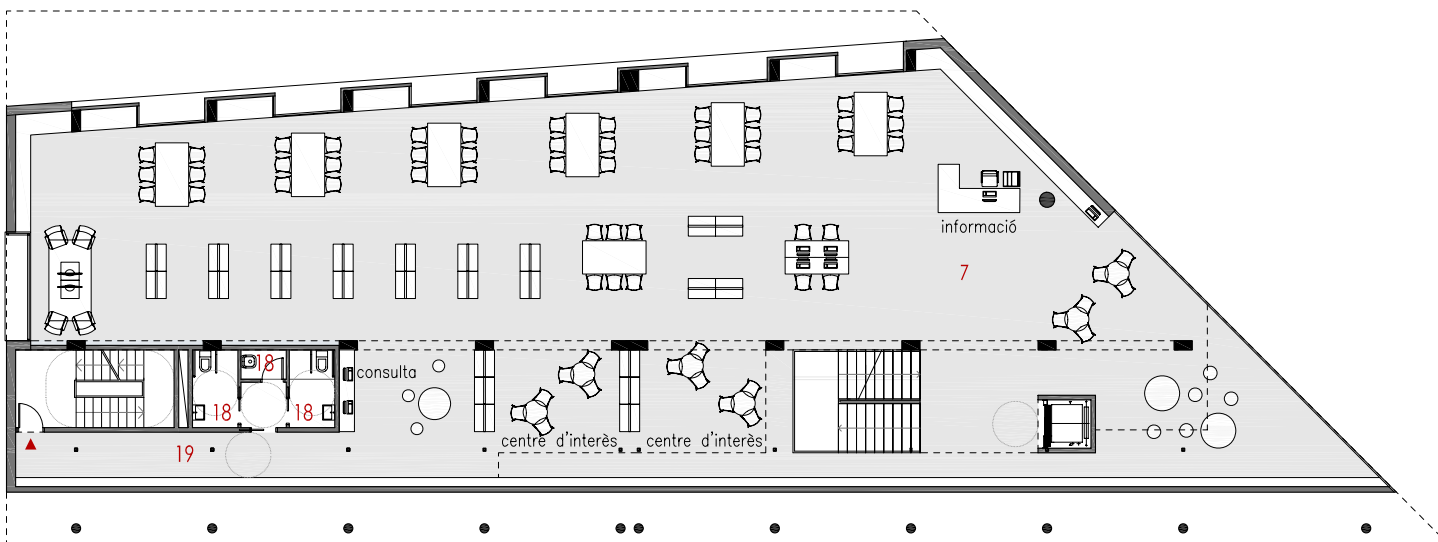 informació
7
18
consulta
18
18
centre d'interès
centre d'interès
19